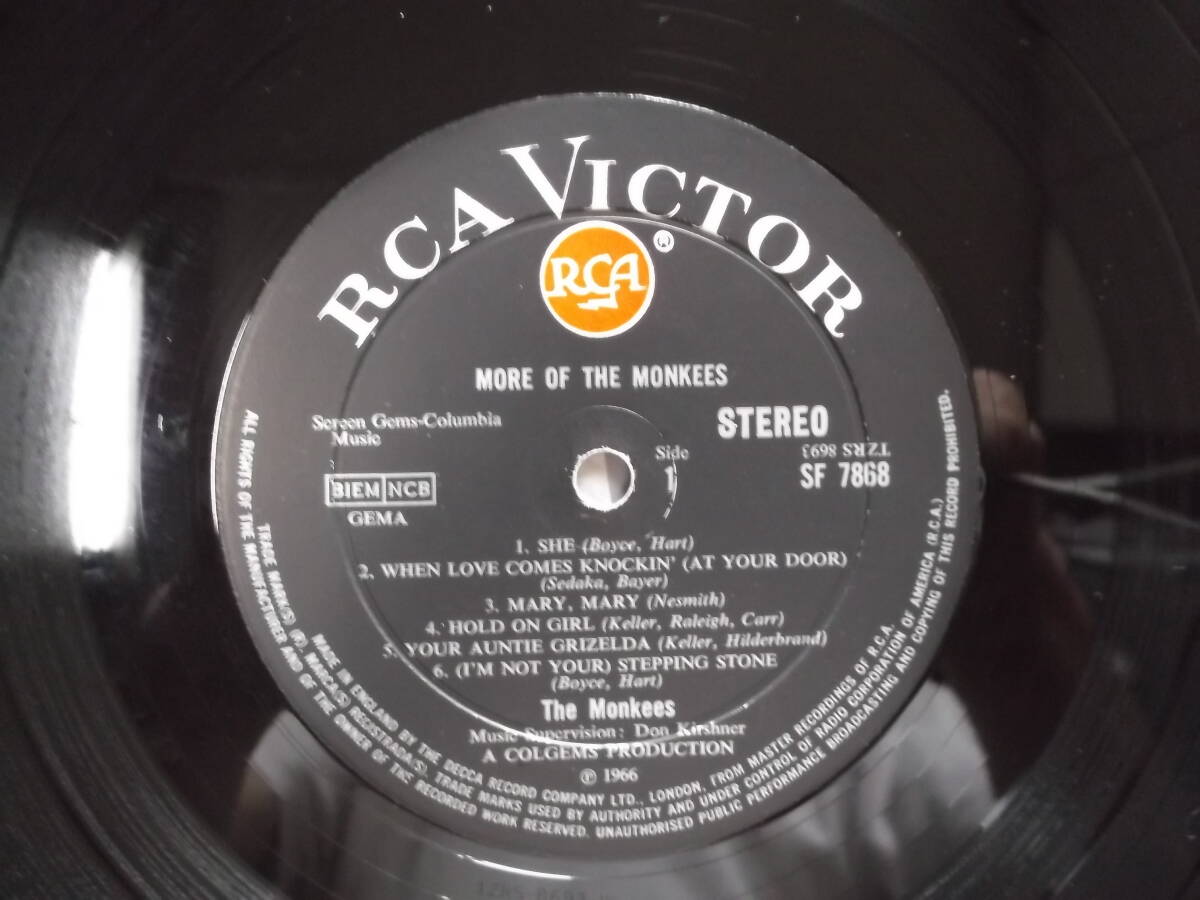 RCA VICTOR
RCA
®
MORE OF THE MONKEES
Screen Gems-Columbia
Music
STEREO
Side
1
TZRS 8693
SF 7868
BIEM NCB
GEMA
1. SHE (Boyce, Hart)
2. WHEN LOVE COMES KNOCKIN' (AT YOUR DOOR)
(Sedaka, Bayer)
3. MARY, MARY (Nesmith)
4. HOLD ON GIRL (Keller, Raleigh, Carr)
5. YOUR AUNTIE GRIZELDA (Keller, Hilderbrand)
6. (I'M NOT YOUR) STEPPING STONE
(Boyce, Hart)
The Monkees
Music Supervision: Don Kirshner
A COLGEMS PRODUCTION
℗ 1966
MADE IN ENGLAND BY THE DECCA RECORD COMPANY LTD., LONDON, FROM MASTER RECORDINGS OF R.C.A.
TRADE MARK(S) (R), MARCA(S) REGISTRADA(S). TRADE MARKS USED BY AUTHORITY AND UNDER CONTROL OF RADIO CORPORATION OF AMERICA (R.C.A.)
ALL RIGHTS OF THE MANUFACTURER AND OF THE OWNER OF THE RECORDED WORK RESERVED. UNAUTHORISED PUBLIC PERFORMANCE BROADCASTING AND COPYING OF THIS RECORD PROHIBITED.